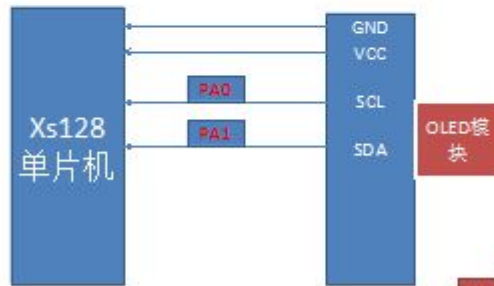 GND
VCC
PA0
SCL
Xs128
单片机
PA1
SDA
OLED模
块